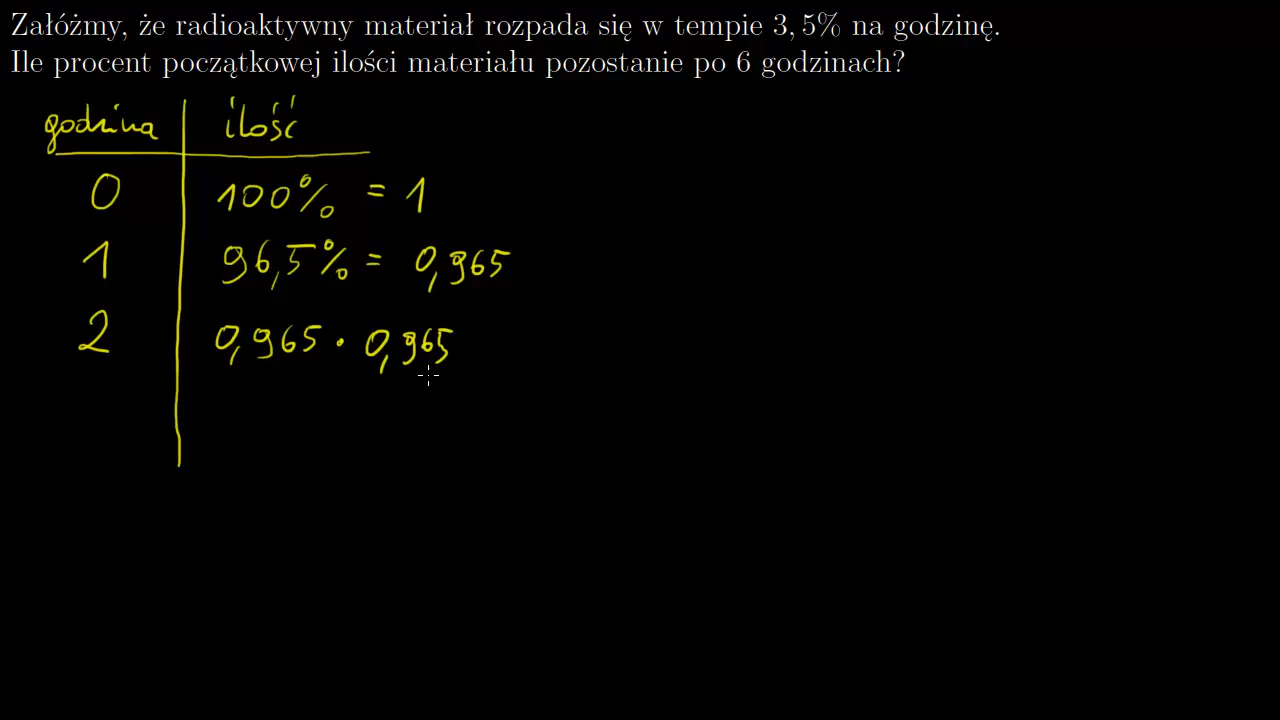 Załóżmy, że radioaktywny materiał rozpada się w tempie 3, 5% na godzinę.
Ile procent początkowej ilości materiału pozostanie po 6 godzinach?
godzina ilość
0 100% = 1
1 96,5% = 0,965
2 0,965 · 0,965